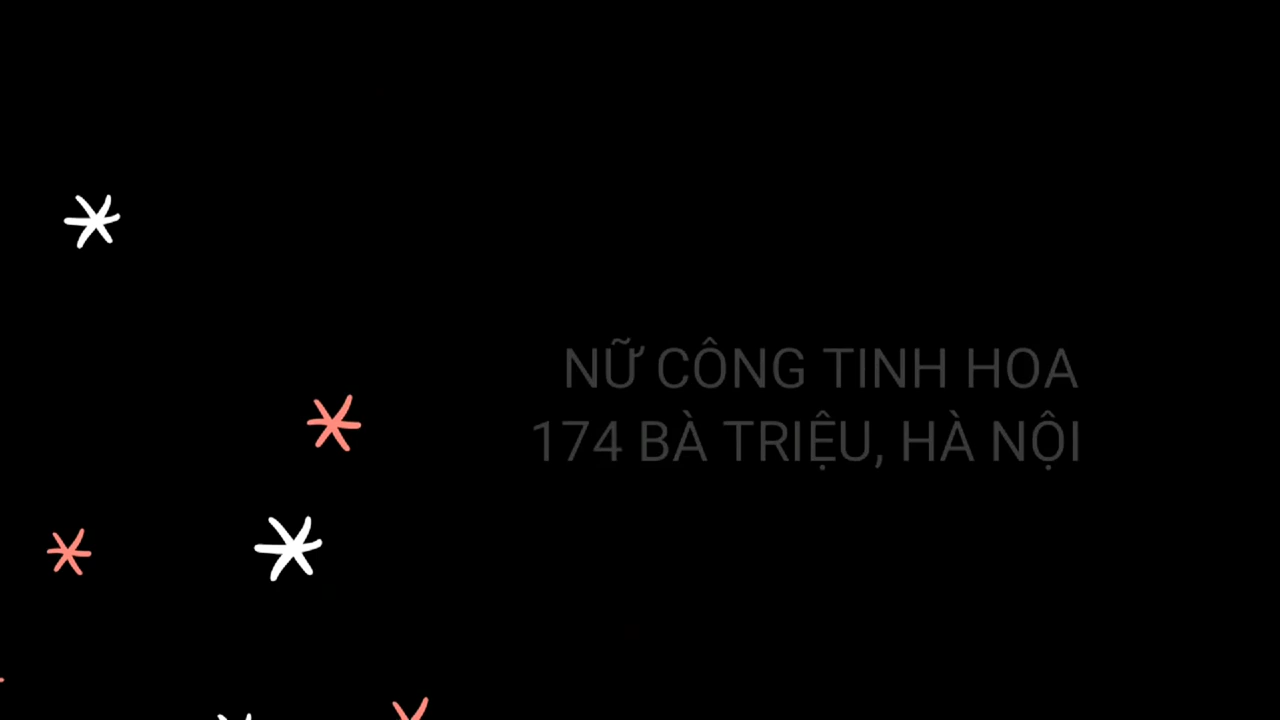 NỮ CÔNG TINH HOA
174 BÀ TRIỆU, HÀ NỘI